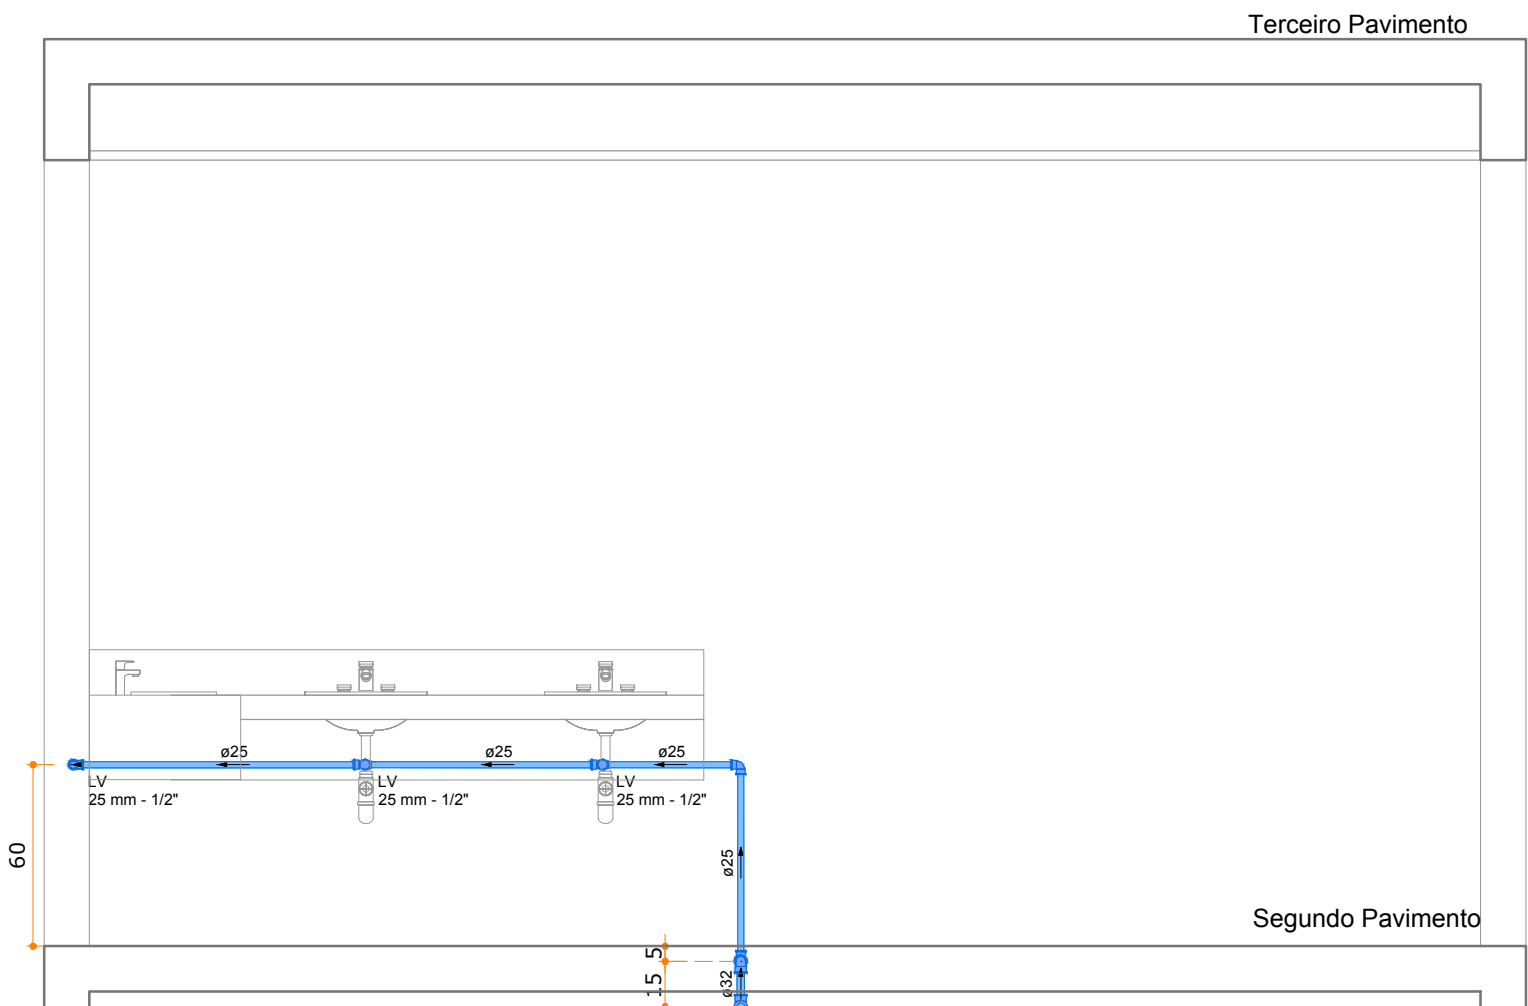 Terceiro Pavimento
ø25
ø25
ø25
LV
25 mm - 1/2"
LV
25 mm - 1/2"
LV
25 mm - 1/2"
60
ø25
Segundo Pavimento
5
15
ø32